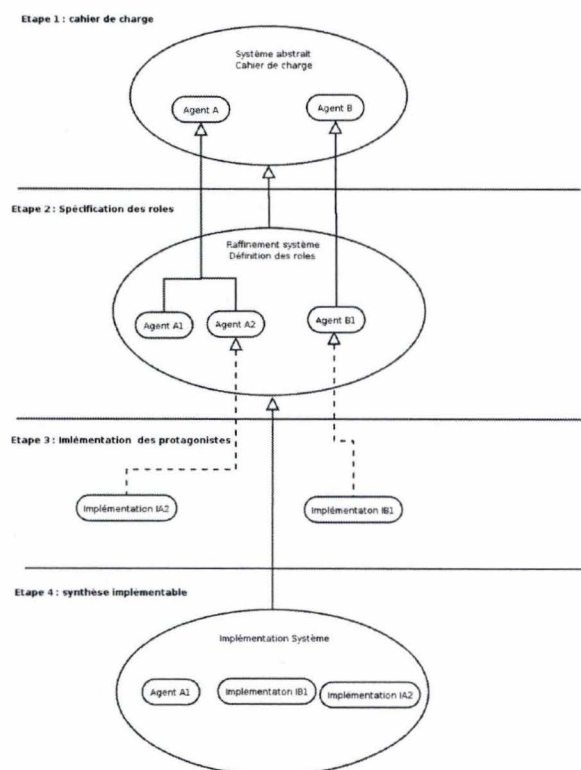 Etape 1 : cahier de charge
Système abstrait
Cahier de charge
Agent A
Agent B
Etape 2 : Spécification des roles
Raffinement système
Définition des roles
Agent A1
Agent A2
Agent B1
Etape 3 : Imlémentation des protagonistes
Implémentation IA2
Implémentaton IB1
Etape 4 : synthèse implementable
Implémentation Système
Agent A1
Implementaton IB1
Implémentation IA2